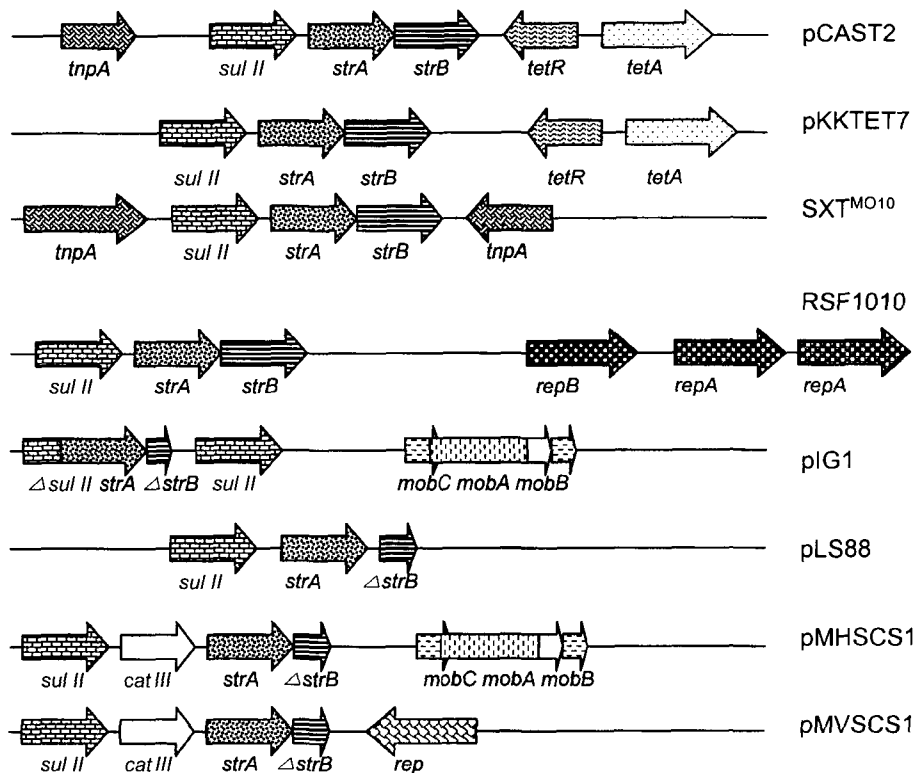 pCAST2
tnpA sul II strA strB tetR tetA
pKKTET7
sul II strA strB tetR tetA
SXT^MO10
tnpA sul II strA strB tnpA
RSF1010
sul II strA strB repB repA repA
pIG1
△ sul II strA △ strB sul II mobC mobA mobB
pLS88
sul II strA △ strB
pMHSCS1
sul II cat III strA △ strB mobC mobA mobB
pMVSCS1
sul II cat III strA △ strB rep